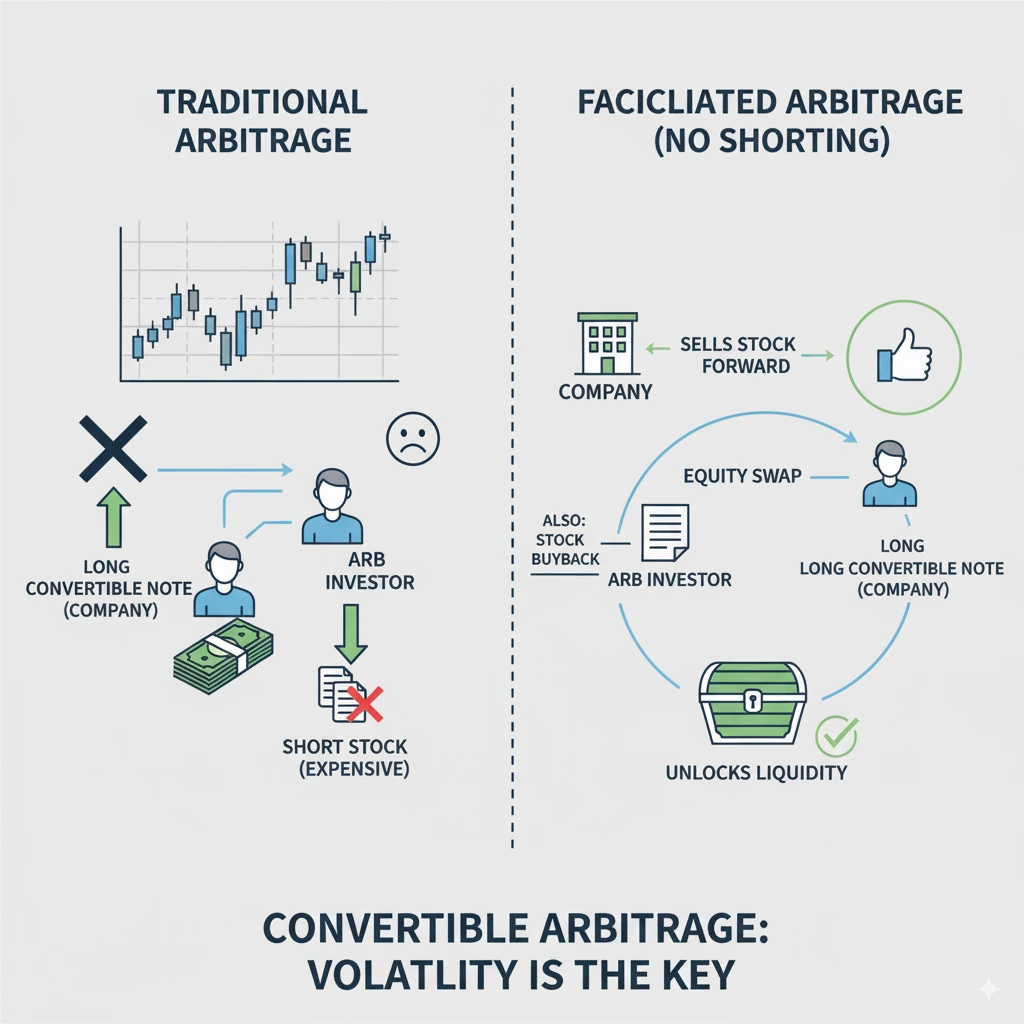 TRADITIONAL
ARBITRAGE
LONG
CONVERTIBLE NOTE
(COMPANY)
ARB
INVESTOR
SHORT STOCK
(EXPENSIVE)
FACICLIATED ARBITRAGE
(NO SHORTING)
COMPANY
SELLS STOCK
FORWARD
EQUITY SWAP
ALSO:
STOCK
BUYBACK
ARB INVESTOR
LONG
LONG CONVERTIBLE NOTE
(COMPANY)
UNLOCKS LIQUIDITY
CONVERTIBLE ARBITRAGE:
VOLATLITY IS THE KEY